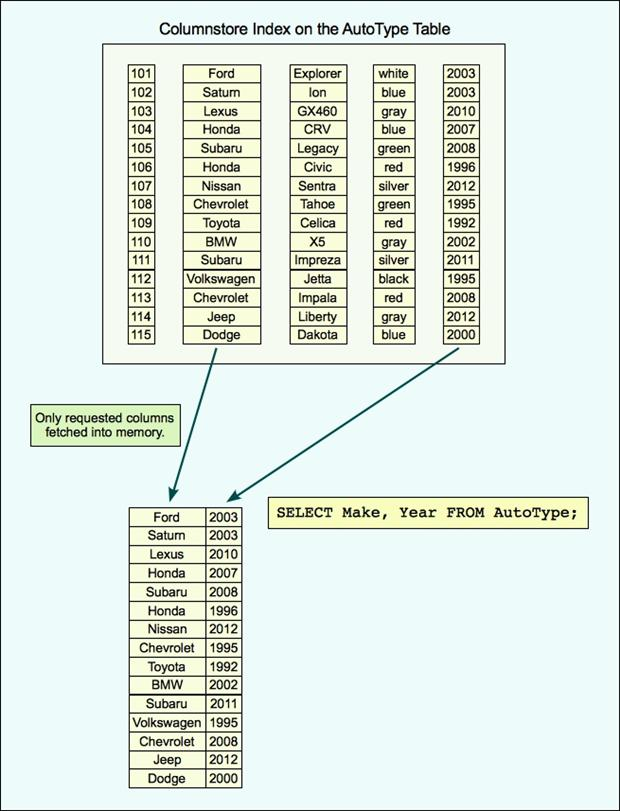 Columnstore Index on the AutoType Table
101 Ford Explorer white 2003
102 Saturn Ion blue 2003
103 Lexus GX460 gray 2010
104 Honda CRV blue 2007
105 Subaru Legacy green 2008
106 Honda Civic red 1996
107 Nissan Sentra silver 2012
108 Chevrolet Tahoe green 1995
109 Toyota Celica red 1992
110 BMW X5 gray 2002
111 Subaru Impreza silver 2011
112 Volkswagen Jetta black 1995
113 Chevrolet Impala red 2008
114 Jeep Liberty gray 2012
115 Dodge Dakota blue 2000
Only requested columns
fetched into memory.
SELECT Make, Year FROM AutoType;
Ford 2003
Saturn 2003
Lexus 2010
Honda 2007
Subaru 2008
Honda 1996
Nissan 2012
Chevrolet 1995
Toyota 1992
BMW 2002
Subaru 2011
Volkswagen 1995
Chevrolet 2008
Jeep 2012
Dodge 2000